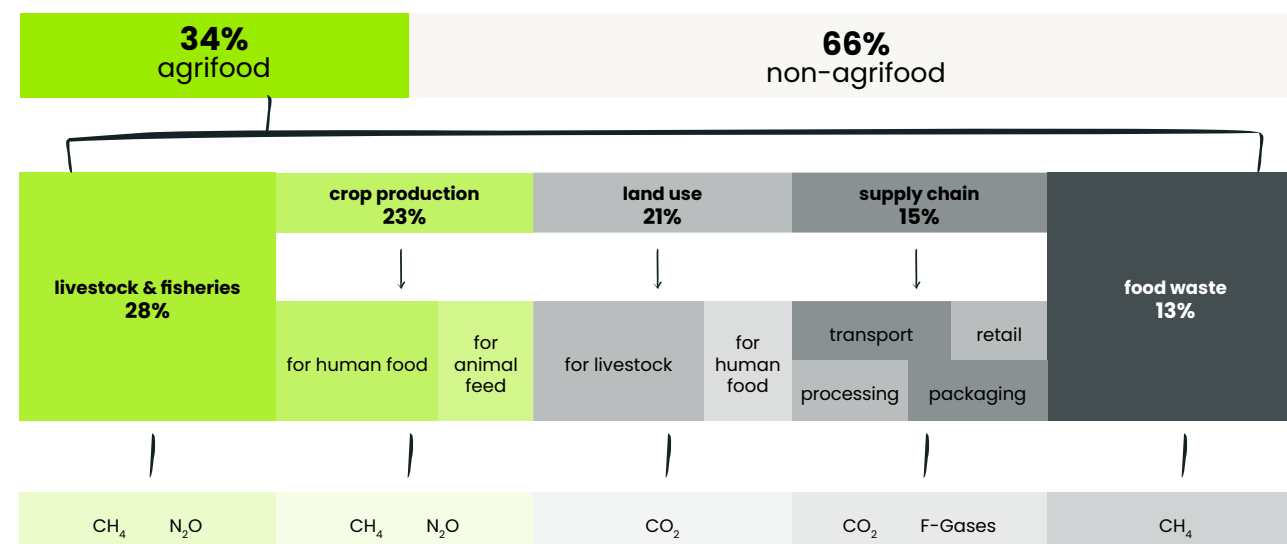 34%
agrifood
66%
non-agrifood
livestock & fisheries
28%
crop production
23%
for human food
for
animal
feed
land use
21%
for livestock
for
human
food
supply chain
15%
transport
retail
processing
packaging
food waste
13%
CH₄ N₂O
CH₄ N₂O
CO₂
CO₂ F-Gases
CH₄